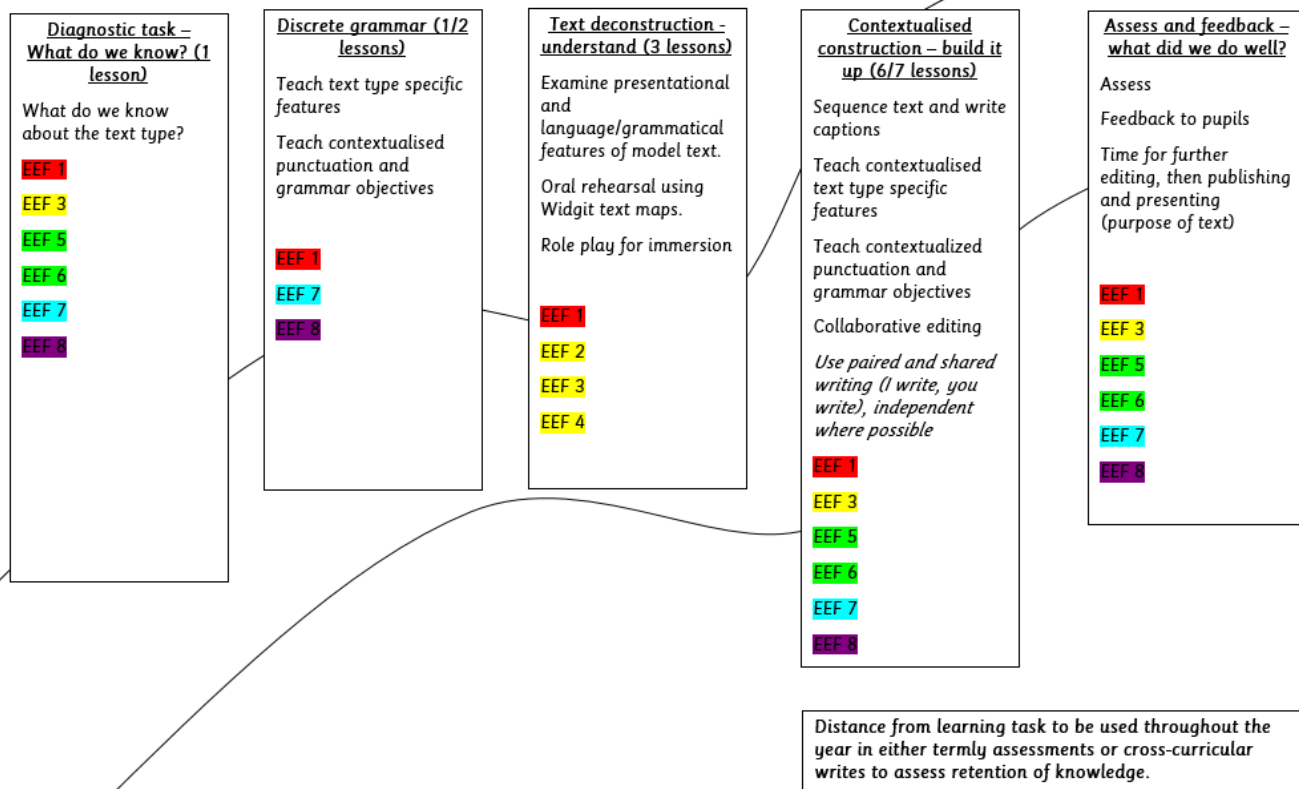 Diagnostic task –
What do we know? (1
lesson)
What do we know
about the text type?
EEF 1
EEF 3
EEF 5
EEF 6
EEF 7
EEF 8
Discrete grammar (1/2
lessons)
Teach text type specific
features
Teach contextualised
punctuation and
grammar objectives
EEF 1
EEF 7
EEF 8
Text deconstruction -
understand (3 lessons)
Examine presentational
and
language/grammatical
features of model text.
Oral rehearsal using
Widgit text maps.
Role play for immersion
EEF 1
EEF 2
EEF 3
EEF 4
Contextualised
construction – build it
up (6/7 lessons)
Sequence text and write
captions
Teach contextualised
text type specific
features
Teach contextualized
punctuation and
grammar objectives
Collaborative editing
Use paired and shared
writing (I write, you
write), independent
where possible
EEF 1
EEF 3
EEF 5
EEF 6
EEF 7
EEF 8
Assess and feedback –
what did we do well?
Assess
Feedback to pupils
Time for further
editing, then publishing
and presenting
(purpose of text)
EEF 1
EEF 3
EEF 5
EEF 6
EEF 7
EEF 8
Distance from learning task to be used throughout the
year in either termly assessments or cross-curricular
writes to assess retention of knowledge.